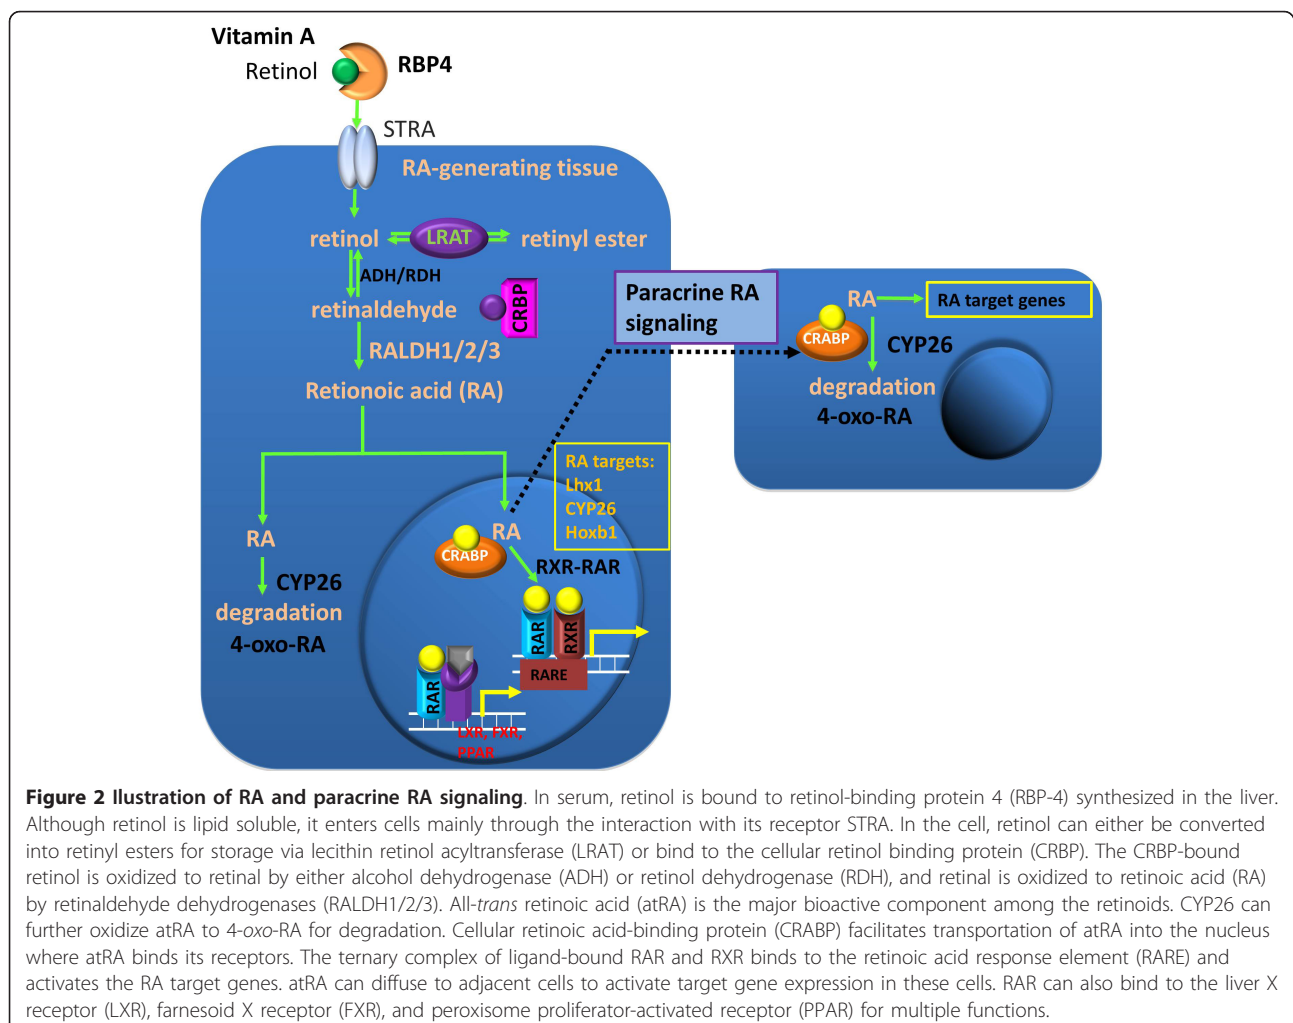 Vitamin A
Retinol
RBP4
STRA
RA-generating tissue
retinol
LRAT
retinyl ester
ADH/RDH
retinaldehyde
CRBP
RALDH1/2/3
Retionoic acid (RA)
Paracrine RA
signaling
RA
RA target genes
CRABP
CYP26
degradation
4-oxo-RA
RA targets:
Lhx1
CYP26
Hoxb1
RA
CYP26
degradation
4-oxo-RA
RA
CRABP
RXR-RAR
RAR
RXR
RARE
RAR
LXR, FXR,
PPAR
Figure 2 Ilustration of RA and paracrine RA signaling. In serum, retinol is bound to retinol-binding protein 4 (RBP-4) synthesized in the liver.
Although retinol is lipid soluble, it enters cells mainly through the interaction with its receptor STRA. In the cell, retinol can either be converted
into retinyl esters for storage via lecithin retinol acyltransferase (LRAT) or bind to the cellular retinol binding protein (CRBP). The CRBP-bound
retinol is oxidized to retinal by either alcohol dehydrogenase (ADH) or retinol dehydrogenase (RDH), and retinal is oxidized to retinoic acid (RA)
by retinaldehyde dehydrogenases (RALDH1/2/3). All-trans retinoic acid (atRA) is the major bioactive component among the retinoids. CYP26 can
further oxidize atRA to 4-oxo-RA for degradation. Cellular retinoic acid-binding protein (CRABP) facilitates transportation of atRA into the nucleus
where atRA binds its receptors. The ternary complex of ligand-bound RAR and RXR binds to the retinoic acid response element (RARE) and
activates the RA target genes. atRA can diffuse to adjacent cells to activate target gene expression in these cells. RAR can also bind to the liver X
receptor (LXR), farnesoid X receptor (FXR), and peroxisome proliferator-activated receptor (PPAR) for multiple functions.